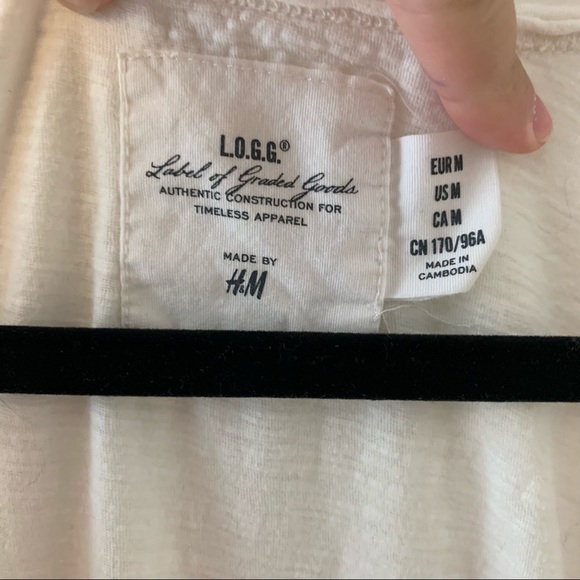 L.O.G.G.®
Label of Graded Goods
AUTHENTIC CONSTRUCTION FOR
TIMELESS APPAREL
MADE BY
H&M
EUR M
US M
CA M
CN 170/96A
MADE IN
CAMBODIA